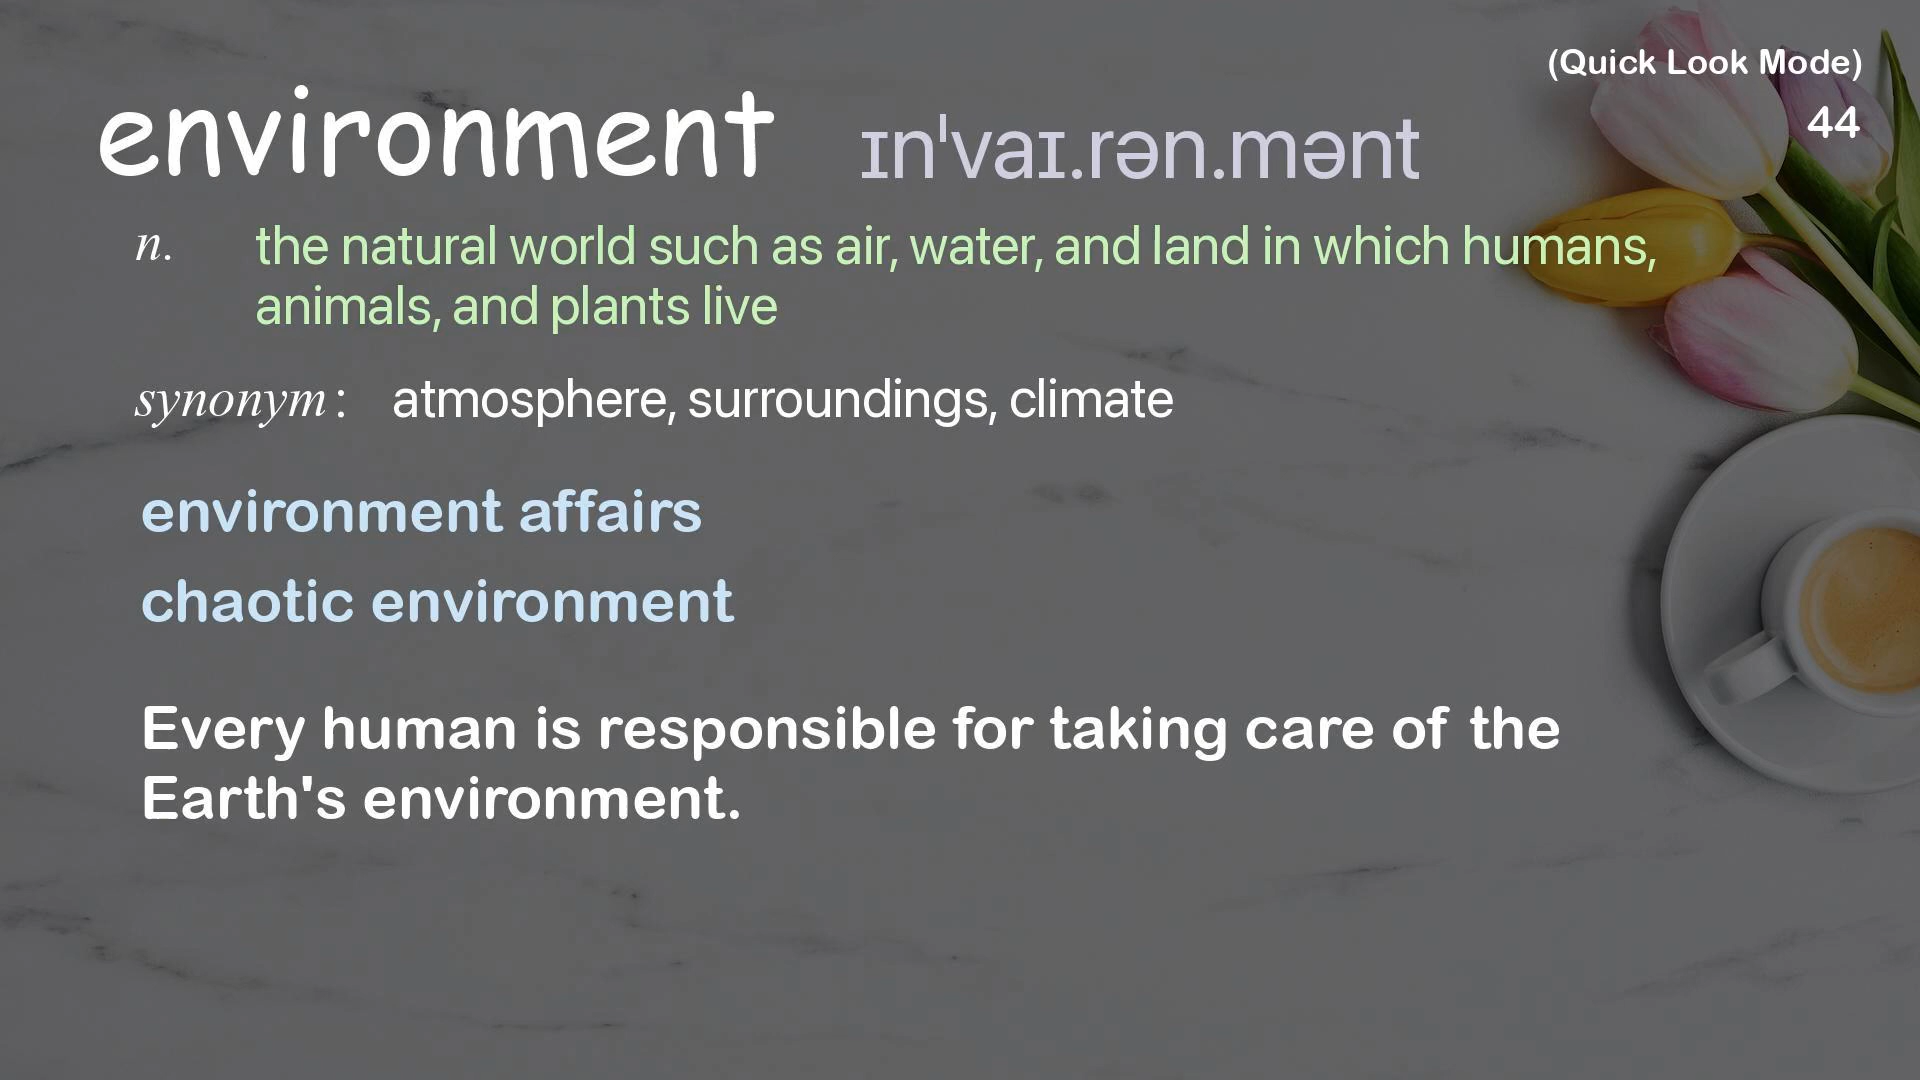 (Quick Look Mode)
44
environment ɪnˈvaɪ.rən.mənt
n. the natural world such as air, water, and land in which humans,
animals, and plants live
synonym: atmosphere, surroundings, climate
environment affairs
chaotic environment
Every human is responsible for taking care of the
Earth's environment.